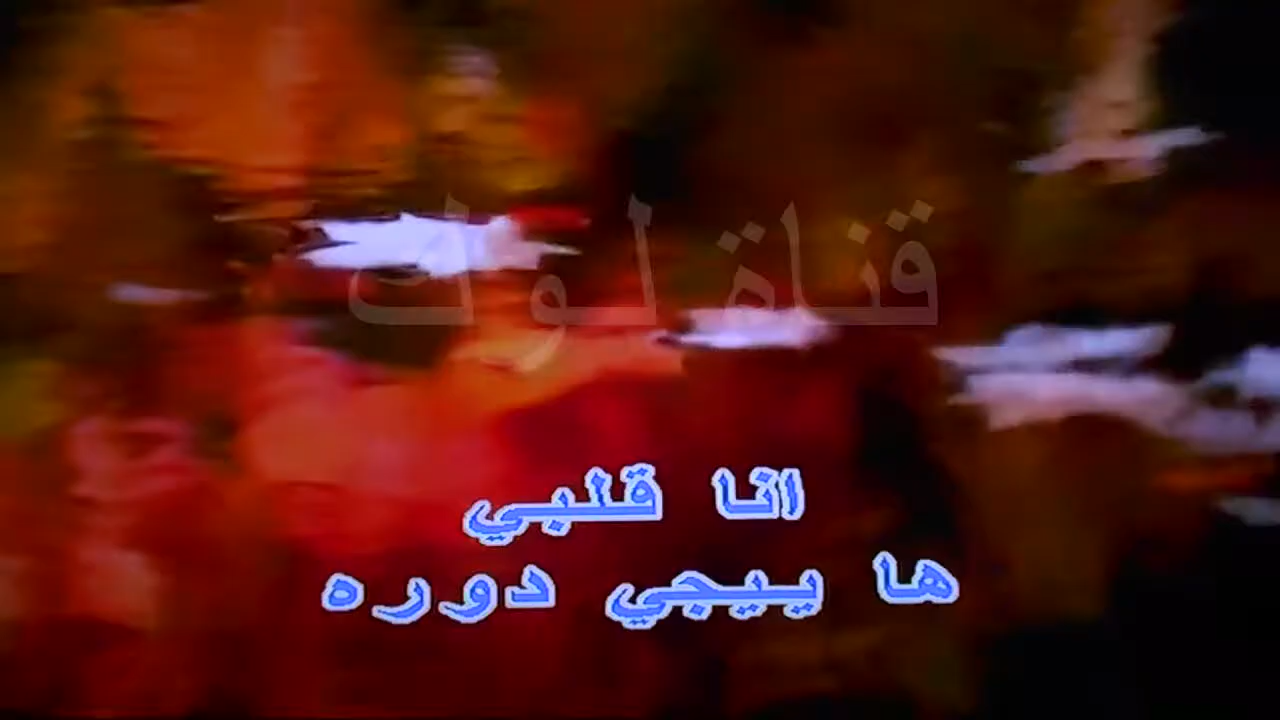 قناة لوك
انا قلبي
ها ييجي دوره